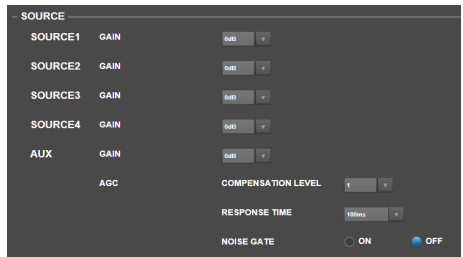 SOURCE
SOURCE1 GAIN 0dB
SOURCE2 GAIN 0dB
SOURCE3 GAIN 0dB
SOURCE4 GAIN 0dB
AUX GAIN 0dB
AGC COMPENSATION LEVEL 1
RESPONSE TIME 100ms
NOISE GATE ON OFF